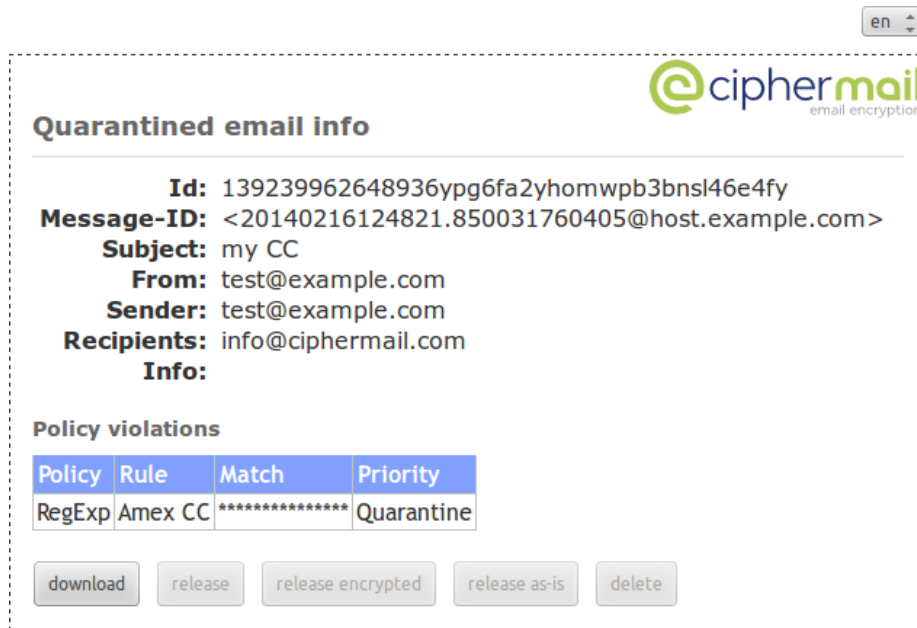 en
ciphermail
email encryption
Quarantined email info
Id: 139239962648936ypg6fa2yhomwpb3bnsl46e4fy
Message-ID: <20140216124821.850031760405@host.example.com>
Subject: my CC
From: test@example.com
Sender: test@example.com
Recipients: info@ciphermail.com
Info:
Policy violations
Policy Rule Match Priority
RegExp Amex CC *************** Quarantine
download release release encrypted release as-is delete